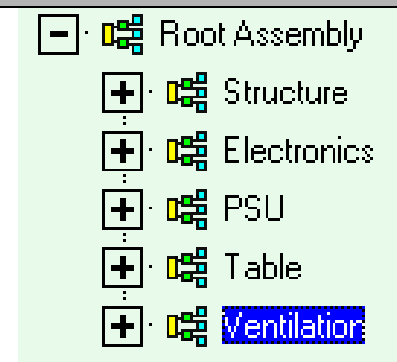 Root Assembly
Structure
Electronics
PSU
Table
Ventilation